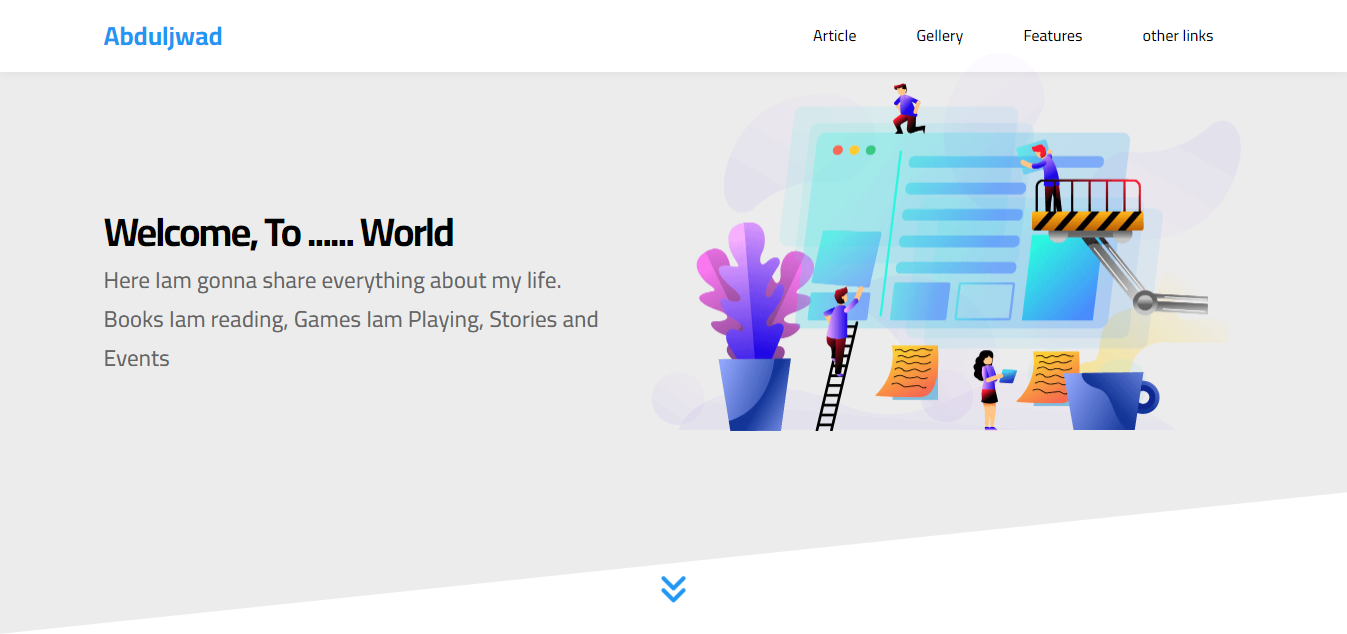 Abduljwad
Article
Gellery
Features
other links
Welcome, To ...... World
Here Iam gonna share everything about my life.
Books Iam reading, Games Iam Playing, Stories and
Events